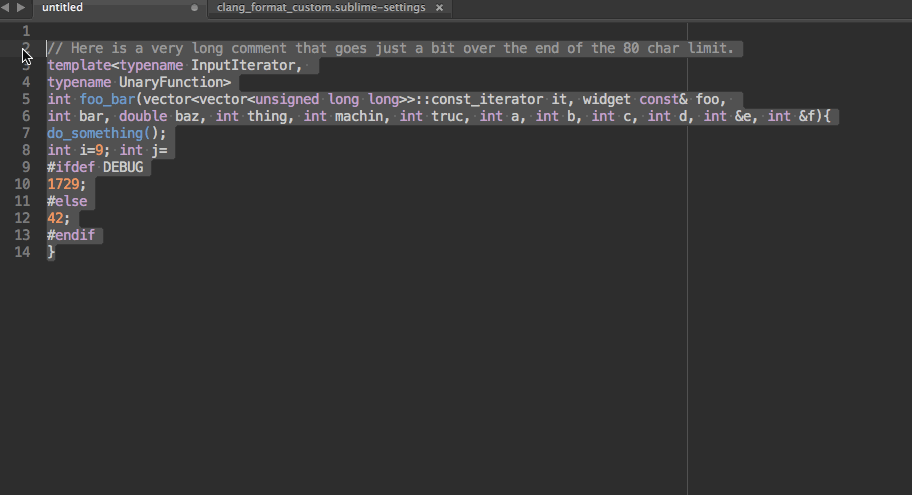 untitled
clang_format_custom.sublime-settings ×
1
2 // Here is a very long comment that goes just a bit over the end of the 80 char limit.
3 template<typename InputIterator,
4 typename UnaryFunction>
5 int foo_bar(vector<vector<unsigned long long>>::const_iterator it, widget const& foo,
6 int bar, double baz, int thing, int machin, int truc, int a, int b, int c, int d, int &e, int &f){
7 do_something();
8 int i=9; int j=
9 #ifdef DEBUG
10 1729;
11 #else
12 42;
13 #endif
14 }